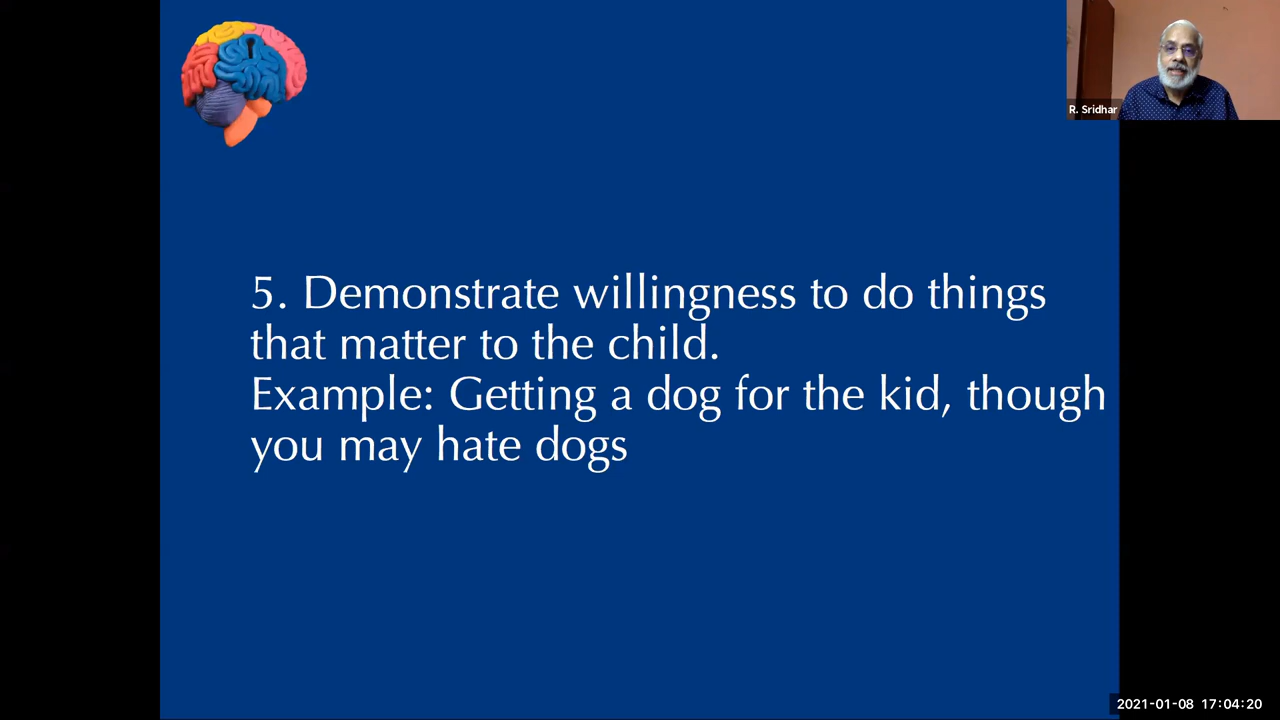 R. Sridhar
5. Demonstrate willingness to do things
that matter to the child.
Example: Getting a dog for the kid, though
you may hate dogs
2021-01-08 17:04:20